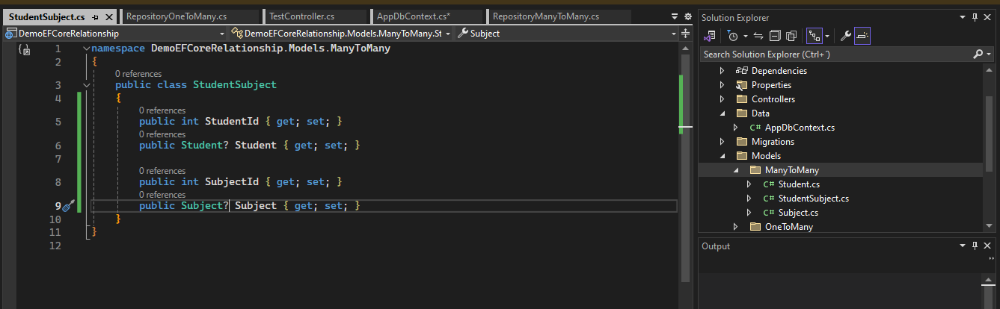 StudentSubject.cs
RepositoryOneToMany.cs
TestController.cs
AppDbContext.cs*
RepositoryManyToMany.cs
DemoEFCoreRelationship
DemoEFCoreRelationship.Models.ManyToMany.St
Subject
1 namespace DemoEFCoreRelationship.Models.ManyToMany
2 {
0 references
3 public class StudentSubject
4 {
0 references
5 public int StudentId { get; set; }
0 references
6 public Student? Student { get; set; }
7
0 references
8 public int SubjectId { get; set; }
0 references
9 public Subject? Subject { get; set; }
10 }
11 }
12
Solution Explorer
Search Solution Explorer (Ctrl+´)
Dependencies
Properties
Controllers
Data
C# AppDbContext.cs
Migrations
Models
ManyToMany
C# Student.cs
C# StudentSubject.cs
C# Subject.cs
OneToMany
Output